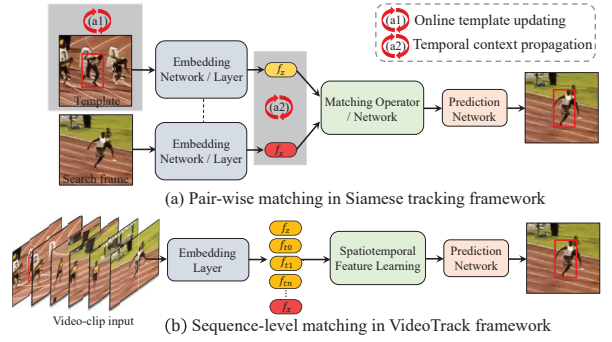 (a1)
(a1) Online template updating
(a2) Temporal context propagation
Template
Embedding
Network / Layer
f_z
(a2)
Matching Operator
/ Network
Prediction
Network
Search frame
Embedding
Network / Layer
f_x
(a) Pair-wise matching in Siamese tracking framework
Video-clip input
Embedding
Layer
f_z
f_t0
f_t1
f_tn
⋮
f_x
Spatiotemporal
Feature Learning
Prediction
Network
(b) Sequence-level matching in VideoTrack framework